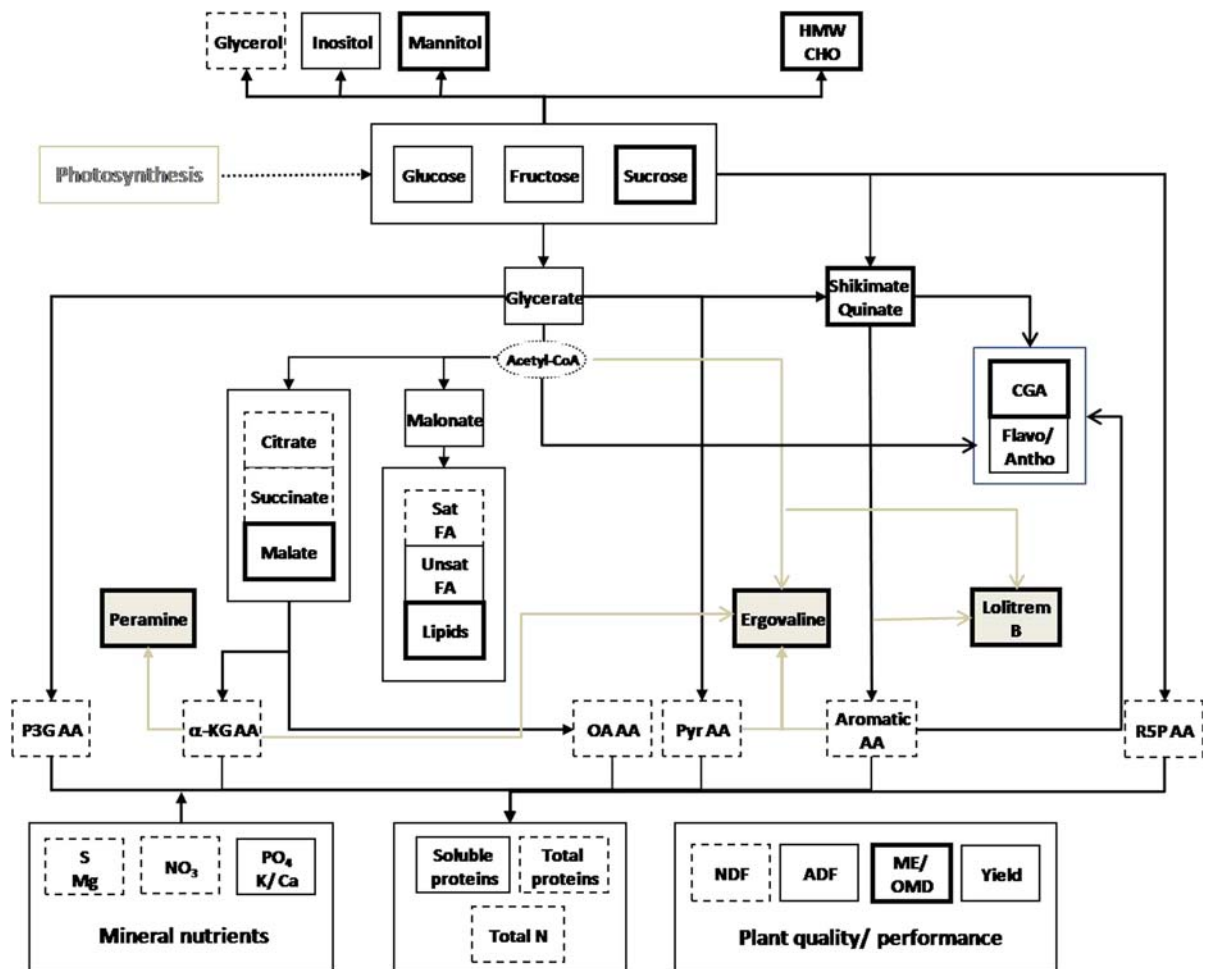 Glycerol
Inositol
Mannitol
HMW
CHO
Photosynthesis
Glucose
Fructose
Sucrose
Glycerate
Shikimate
Quinate
Acetyl-CoA
CGA
Flavo/
Antho
Malonate
Citrate
Succinate
Malate
Sat
FA
Unsat
FA
Lipids
Peramine
Ergovaline
Lolitrem
B
P3G AA
α-KG AA
OA AA
Pyr AA
Aromatic
AA
R5P AA
S
Mg
NO₃
PO₄
K/ Ca
Mineral nutrients
Soluble
proteins
Total
proteins
Total N
NDF
ADF
ME/
OMD
Yield
Plant quality/ performance